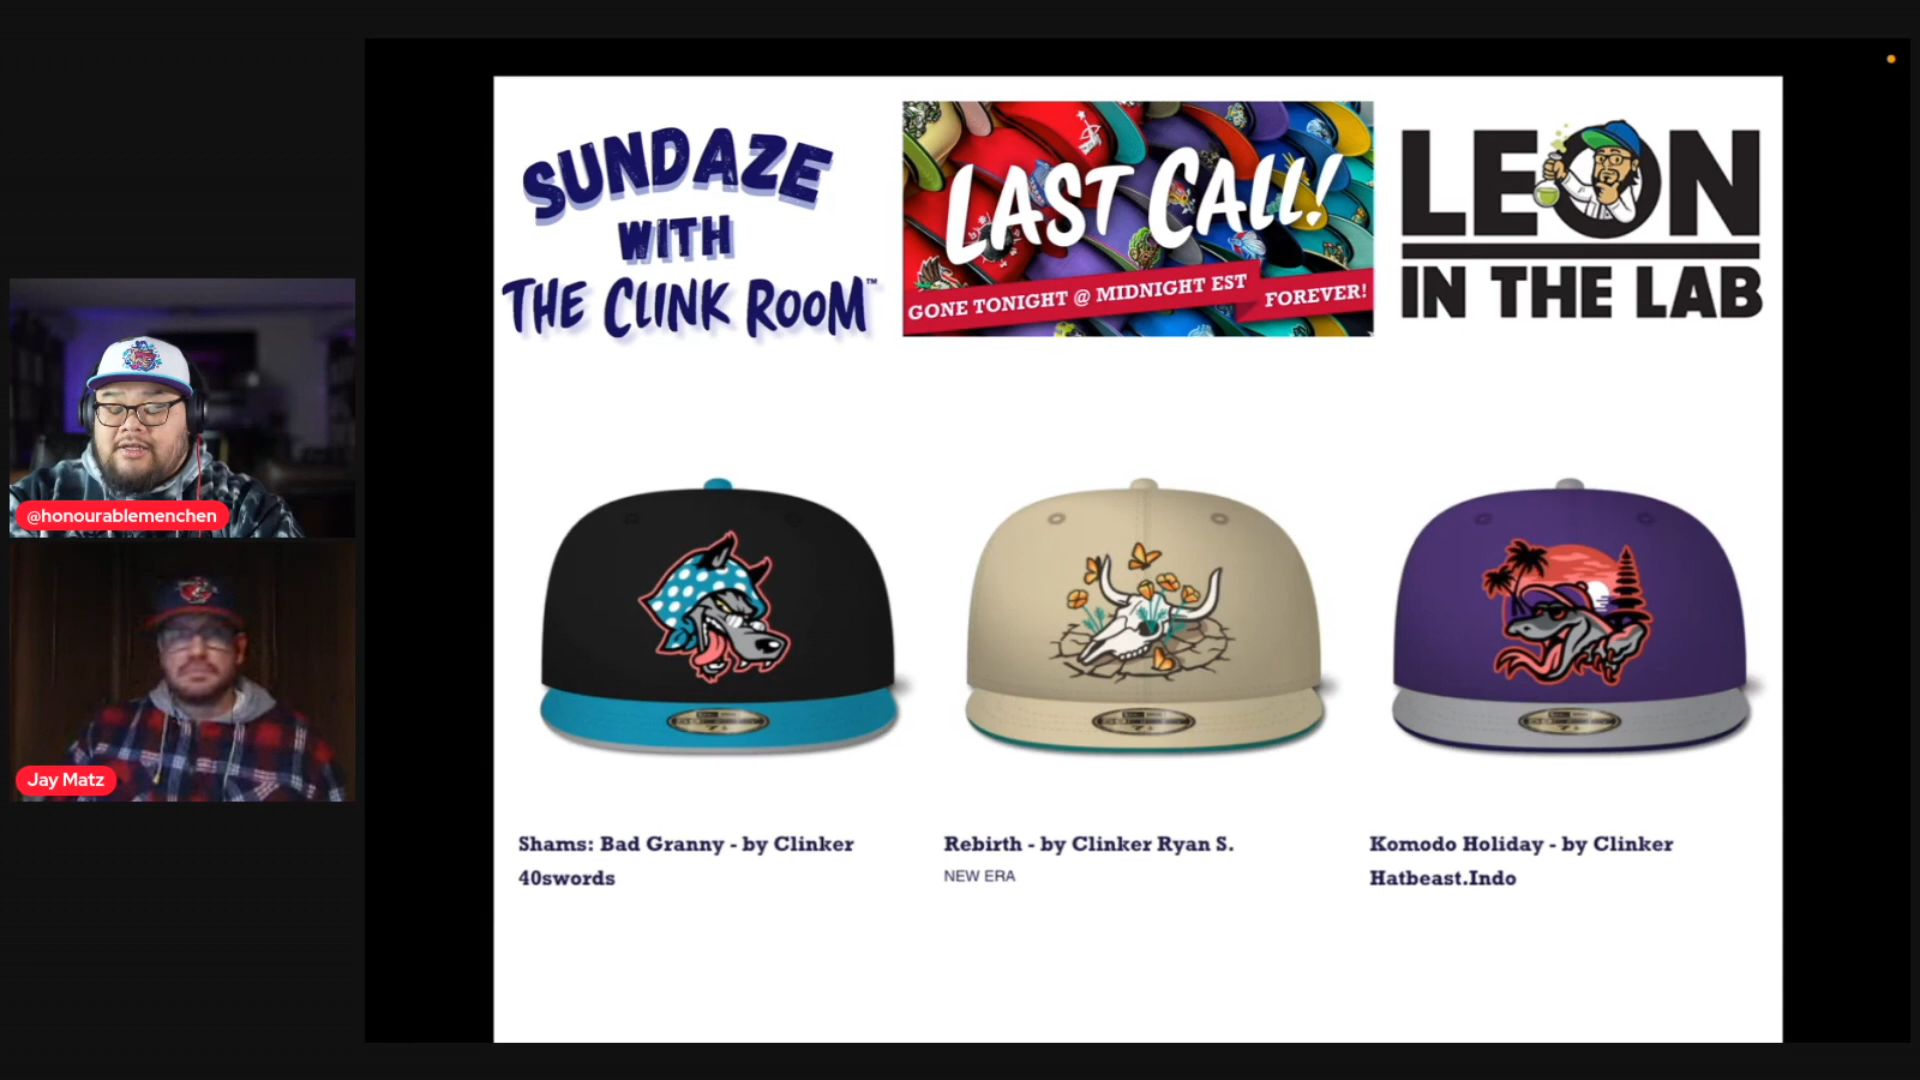 SUNDAZE
WITH
THE CLINK ROOM™
LAST CALL!
GONE TONIGHT @ MIDNIGHT EST
FOREVER!
LEON
IN THE LAB
@honourablemenchen
Jay Matz
Shams: Bad Granny - by Clinker
40swords
Rebirth - by Clinker Ryan S.
NEW ERA
Komodo Holiday - by Clinker
Hatbeast.Indo